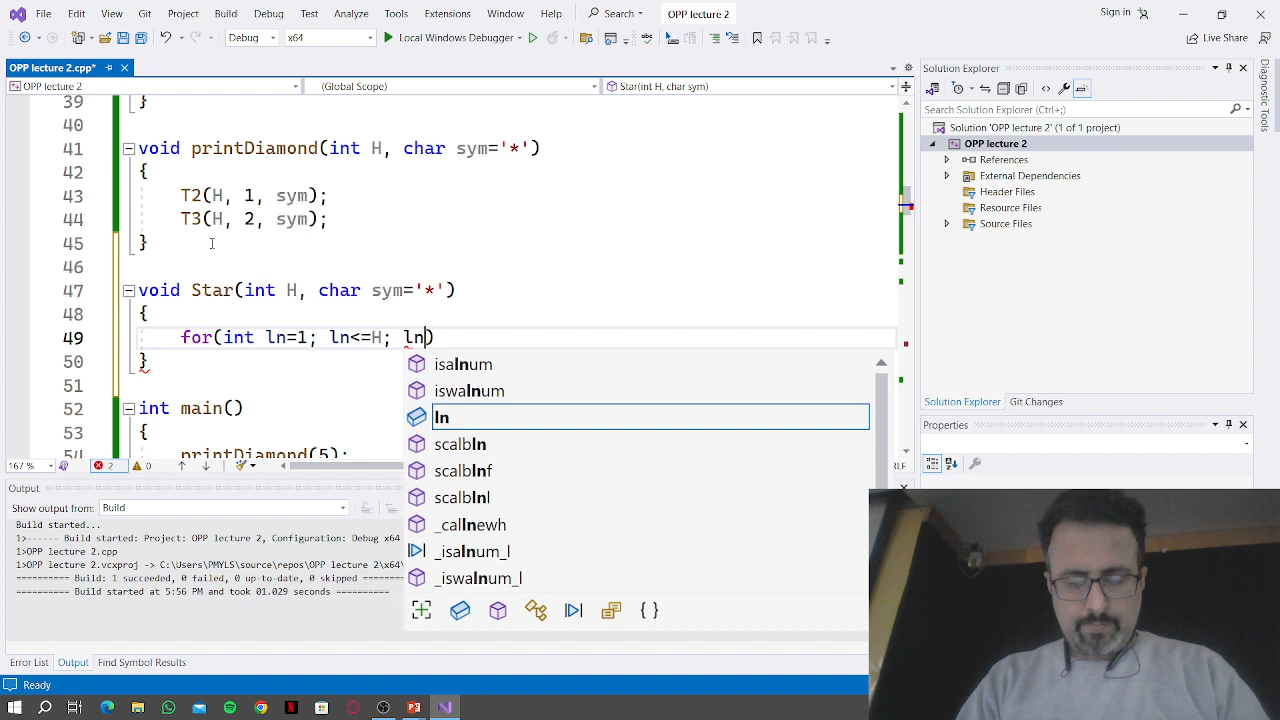 File Edit View Git Project Build Debug Test Analyze Tools Extensions Window Help Search OPP lecture 2 Sign in
Debug x64 Local Windows Debugger Live Share
OPP lecture 2.cpp*
OPP lecture 2 (Global Scope) Star(int H, char sym)
39 }
40
41 void printDiamond(int H, char sym='*')
42 {
43 T2(H, 1, sym);
44 T3(H, 2, sym);
45 }
46
47 void Star(int H, char sym='*')
48 {
49 for(int ln=1; ln<=H; ln)
50 }
51
52 int main()
53 {
54 printDiamond(5);
isalnum
iswalnum
ln
scalbln
scalblnf
scalblnl
_calnewh
_isalnum_l
_iswalnum_l
{ }
167 % 2 0 RLF
Output
Show output from: Build
Build started...
1>------ Build started: Project: OPP lecture 2, Configuration: Debug x64
1>OPP lecture 2.cpp
1>OPP lecture 2.vcxproj -> C:\Users\PMYLS\source\repos\OPP lecture 2\x64\
========== Build: 1 succeeded, 0 failed, 0 up-to-date, 0 skipped ==========
========== Build started at 5:56 PM and took 01.029 seconds ==========
Error List Output Find Symbol Results
Ready
Solution Explorer
Search Solution Explorer (Ctrl+;)
Solution 'OPP lecture 2' (1 of 1 project)
OPP lecture 2
References
External Dependencies
Header Files
Resource Files
Source Files
Solution Explorer Git Changes
Properties
Diagnostic Tools